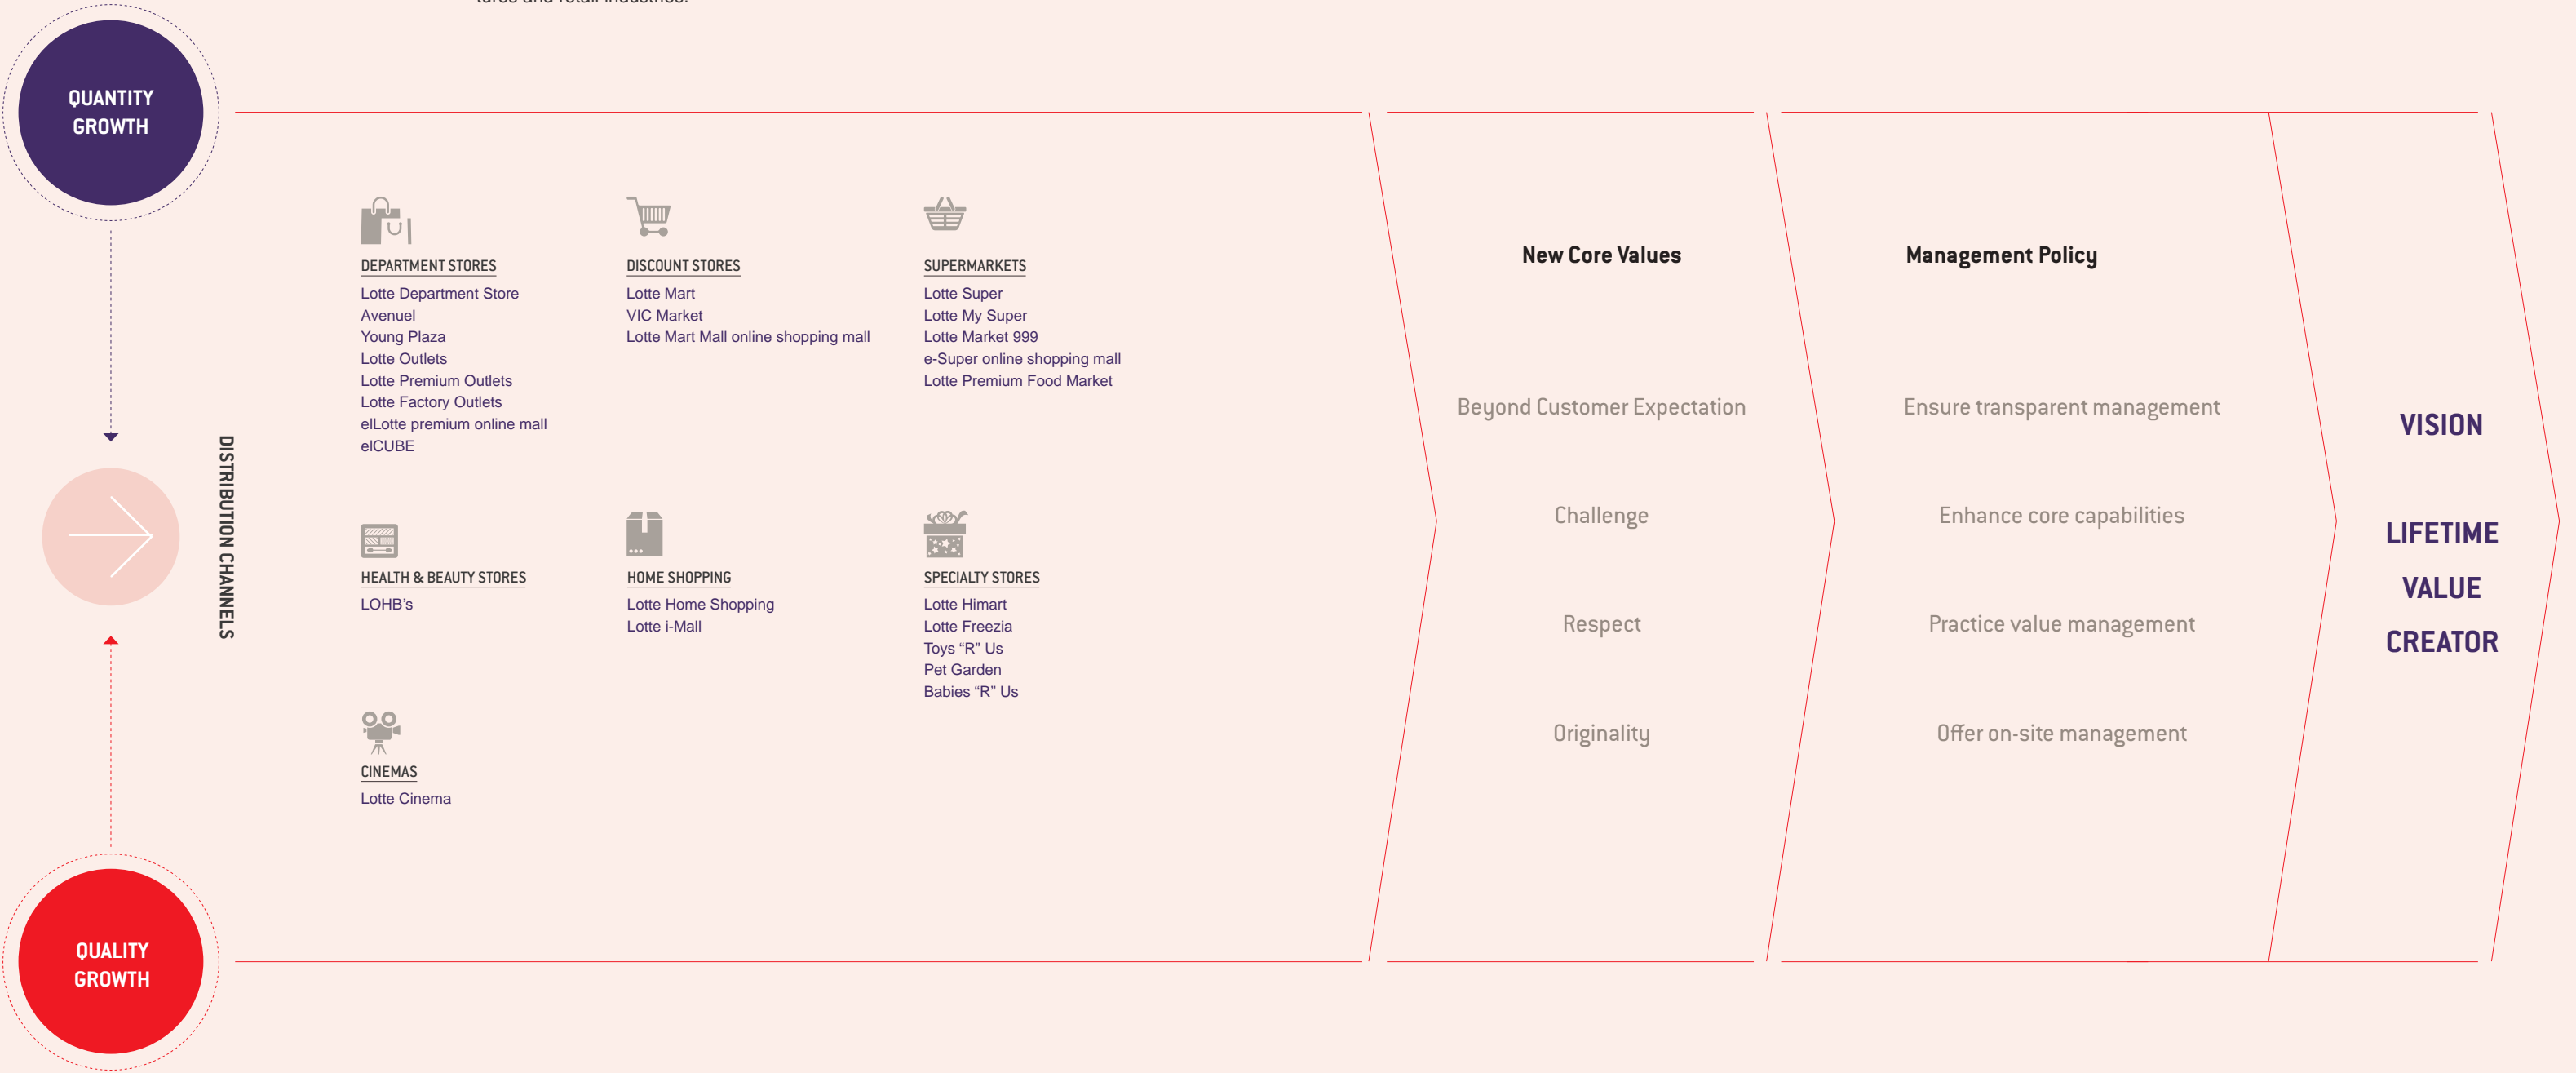 tures and retail industries.
QUANTITY
GROWTH
DISTRIBUTION CHANNELS
DEPARTMENT STORES
Lotte Department Store
Avenuel
Young Plaza
Lotte Outlets
Lotte Premium Outlets
Lotte Factory Outlets
elLotte premium online mall
elCUBE
DISCOUNT STORES
Lotte Mart
VIC Market
Lotte Mart Mall online shopping mall
SUPERMARKETS
Lotte Super
Lotte My Super
Lotte Market 999
e-Super online shopping mall
Lotte Premium Food Market
HEALTH & BEAUTY STORES
LOHB’s
HOME SHOPPING
Lotte Home Shopping
Lotte i-Mall
SPECIALTY STORES
Lotte Himart
Lotte Freezia
Toys “R” Us
Pet Garden
Babies “R” Us
CINEMAS
Lotte Cinema
QUALITY
GROWTH
New Core Values
Beyond Customer Expectation
Challenge
Respect
Originality
Management Policy
Ensure transparent management
Enhance core capabilities
Practice value management
Offer on-site management
VISION
LIFETIME
VALUE
CREATOR